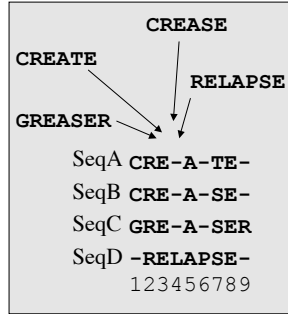 CREASE
CREATE
RELAPSE
GREASER
SeqA CRE-A-TE-
SeqB CRE-A-SE-
SeqC GRE-A-SER
SeqD -RELAPSE-
123456789